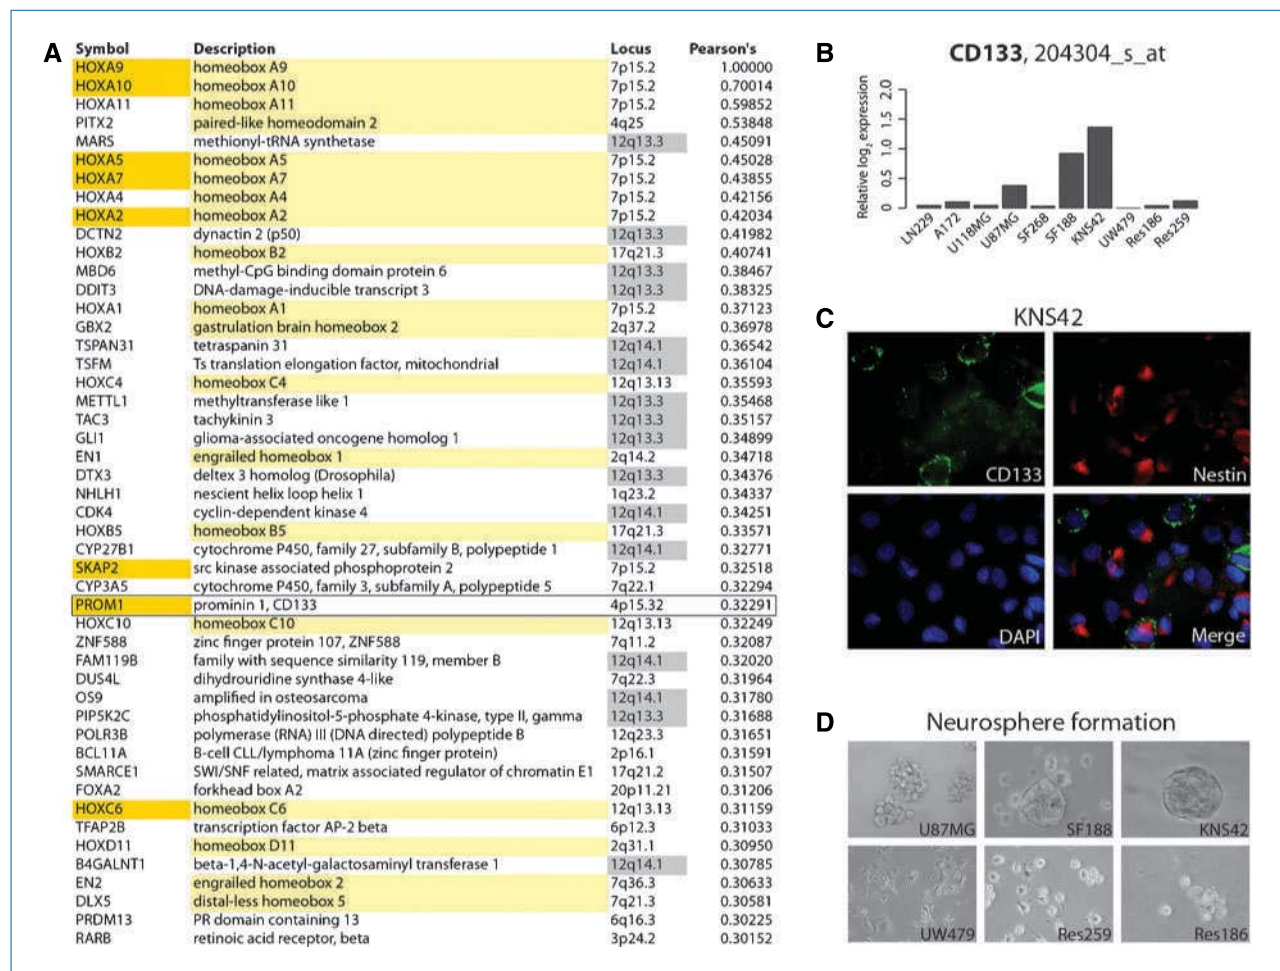 A
Symbol Description Locus Pearson's
HOXA9 homeobox A9 7p15.2 1.00000
HOXA10 homeobox A10 7p15.2 0.70014
HOXA11 homeobox A11 7p15.2 0.59852
PITX2 paired-like homeodomain 2 4q25 0.53848
MARS methionyl-tRNA synthetase 12q13.3 0.45091
HOXA5 homeobox A5 7p15.2 0.45028
HOXA7 homeobox A7 7p15.2 0.43855
HOXA4 homeobox A4 7p15.2 0.42156
HOXA2 homeobox A2 7p15.2 0.42034
DCTN2 dynactin 2 (p50) 12q13.3 0.41982
HOXB2 homeobox B2 17q21.3 0.40741
MBD6 methyl-CpG binding domain protein 6 12q13.3 0.38467
DDIT3 DNA-damage-inducible transcript 3 12q13.3 0.38325
HOXA1 homeobox A1 7p15.2 0.37123
GBX2 gastrulation brain homeobox 2 2q37.2 0.36978
TSPAN31 tetraspanin 31 12q14.1 0.36542
TSFM Ts translation elongation factor, mitochondrial 12q14.1 0.36104
HOXC4 homeobox C4 12q13.13 0.35593
METTL1 methyltransferase like 1 12q13.3 0.35468
TAC3 tachykinin 3 12q13.3 0.35157
GLI1 glioma-associated oncogene homolog 1 12q13.3 0.34899
EN1 engrailed homeobox 1 2q14.2 0.34718
DTX3 deltex 3 homolog (Drosophila) 12q13.3 0.34376
NHLH1 nescient helix loop helix 1 1q23.2 0.34337
CDK4 cyclin-dependent kinase 4 12q14.1 0.34251
HOXB5 homeobox B5 17q21.3 0.33571
CYP27B1 cytochrome P450, family 27, subfamily B, polypeptide 1 12q14.1 0.32771
SKAP2 src kinase associated phosphoprotein 2 7p15.2 0.32518
CYP3A5 cytochrome P450, family 3, subfamily A, polypeptide 5 7q22.1 0.32294
PROM1 prominin 1, CD133 4p15.32 0.32291
HOXC10 homeobox C10 12q13.13 0.32249
ZNF588 zinc finger protein 107, ZNF588 7q11.2 0.32087
FAM119B family with sequence similarity 119, member B 12q14.1 0.32020
DUS4L dihydrouridine synthase 4-like 7q22.3 0.31964
OS9 amplified in osteosarcoma 12q14.1 0.31780
PIP5K2C phosphatidylinositol-5-phosphate 4-kinase, type II, gamma 12q13.3 0.31688
POLR3B polymerase (RNA) III (DNA directed) polypeptide B 12q23.3 0.31651
BCL11A B-cell CLL/lymphoma 11A (zinc finger protein) 2p16.1 0.31591
SMARCE1 SWI/SNF related, matrix associated regulator of chromatin E1 17q21.2 0.31507
FOXA2 forkhead box A2 20p11.21 0.31206
HOXC6 homeobox C6 12q13.13 0.31159
TFAP2B transcription factor AP-2 beta 6p12.3 0.31033
HOXD11 homeobox D11 2q31.1 0.30950
B4GALNT1 beta-1,4-N-acetyl-galactosaminyl transferase 1 12q14.1 0.30785
EN2 engrailed homeobox 2 7q36.3 0.30633
DLX5 distal-less homeobox 5 7q21.3 0.30581
PRDM13 PR domain containing 13 6q16.3 0.30225
RARB retinoic acid receptor, beta 3p24.2 0.30152
B
CD133, 204304_s_at
Relative log2 expression
2.0
1.5
1.0
0.5
0
LN229 A172 U118MG U87MG SF268 SF188 KNS42 UW479 Res186 Res259
C
KNS42
CD133 Nestin
DAPI Merge
D
Neurosphere formation
U87MG SF188 KNS42
UW479 Res259 Res186